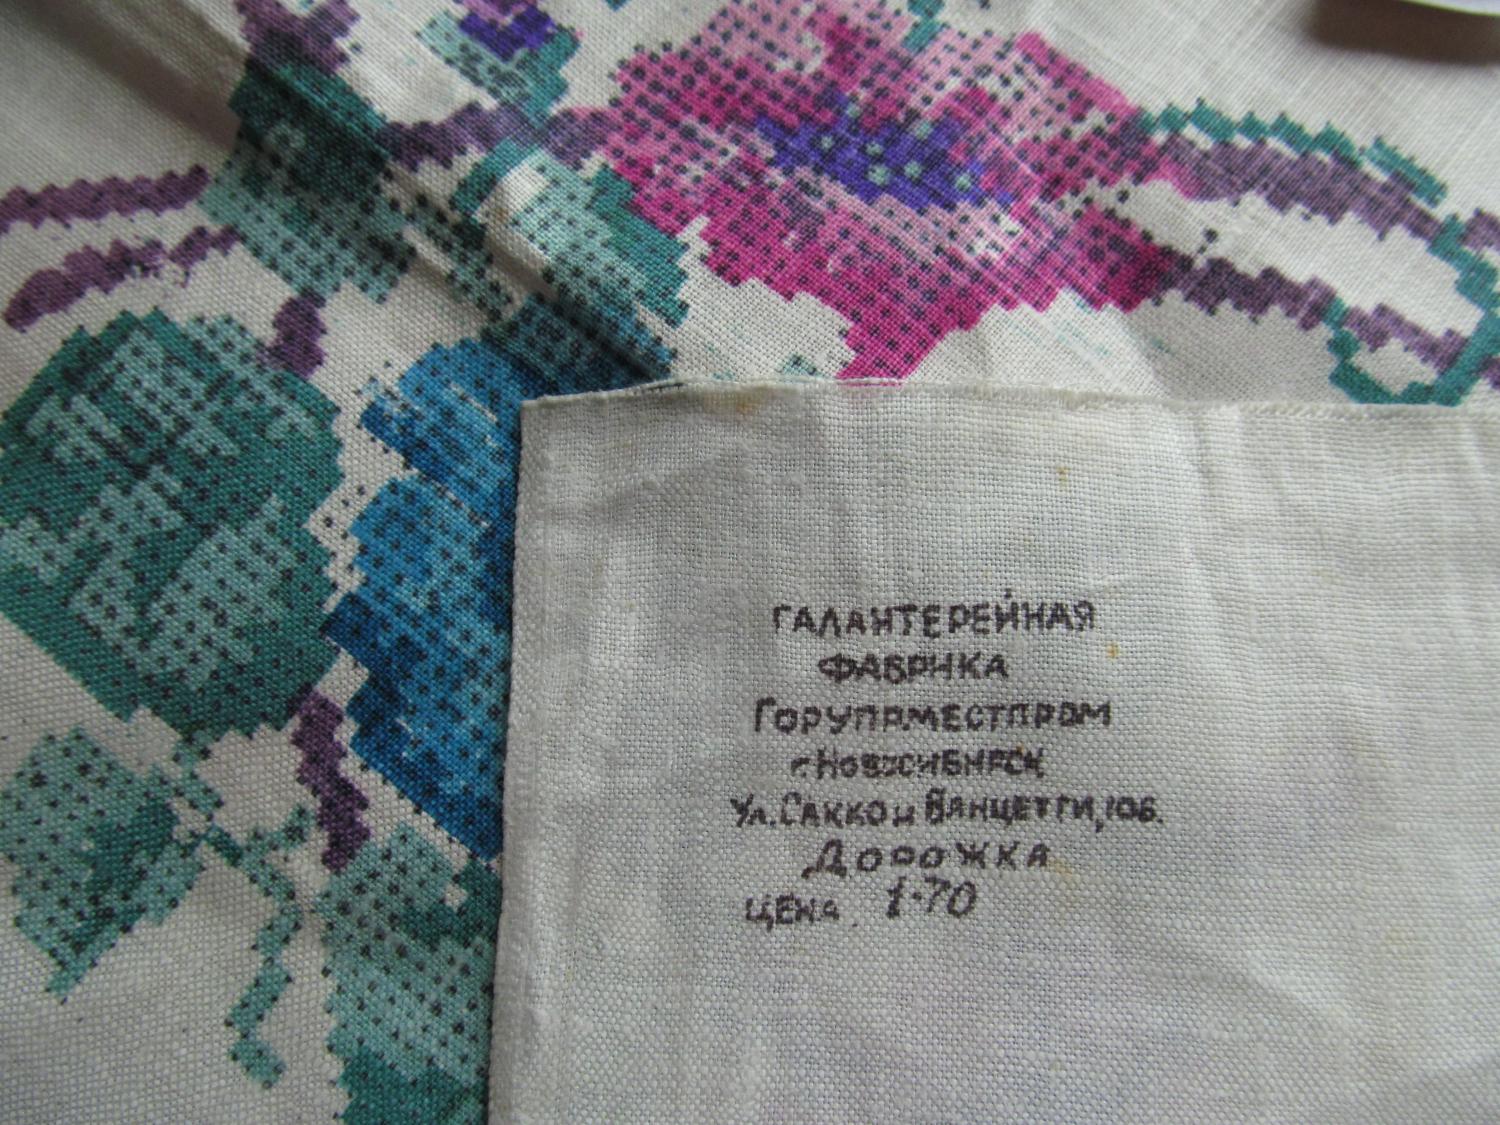 ГАЛАНТЕРЕЙНАЯ
ФАБРИКА
ГОРУПРМЕСТПРОМ
г.НОВОСИБИРСК
Ул. САККО И ВАНЦЕТТИ, 106.
ДОРОЖКА
ЦЕНА 1-70